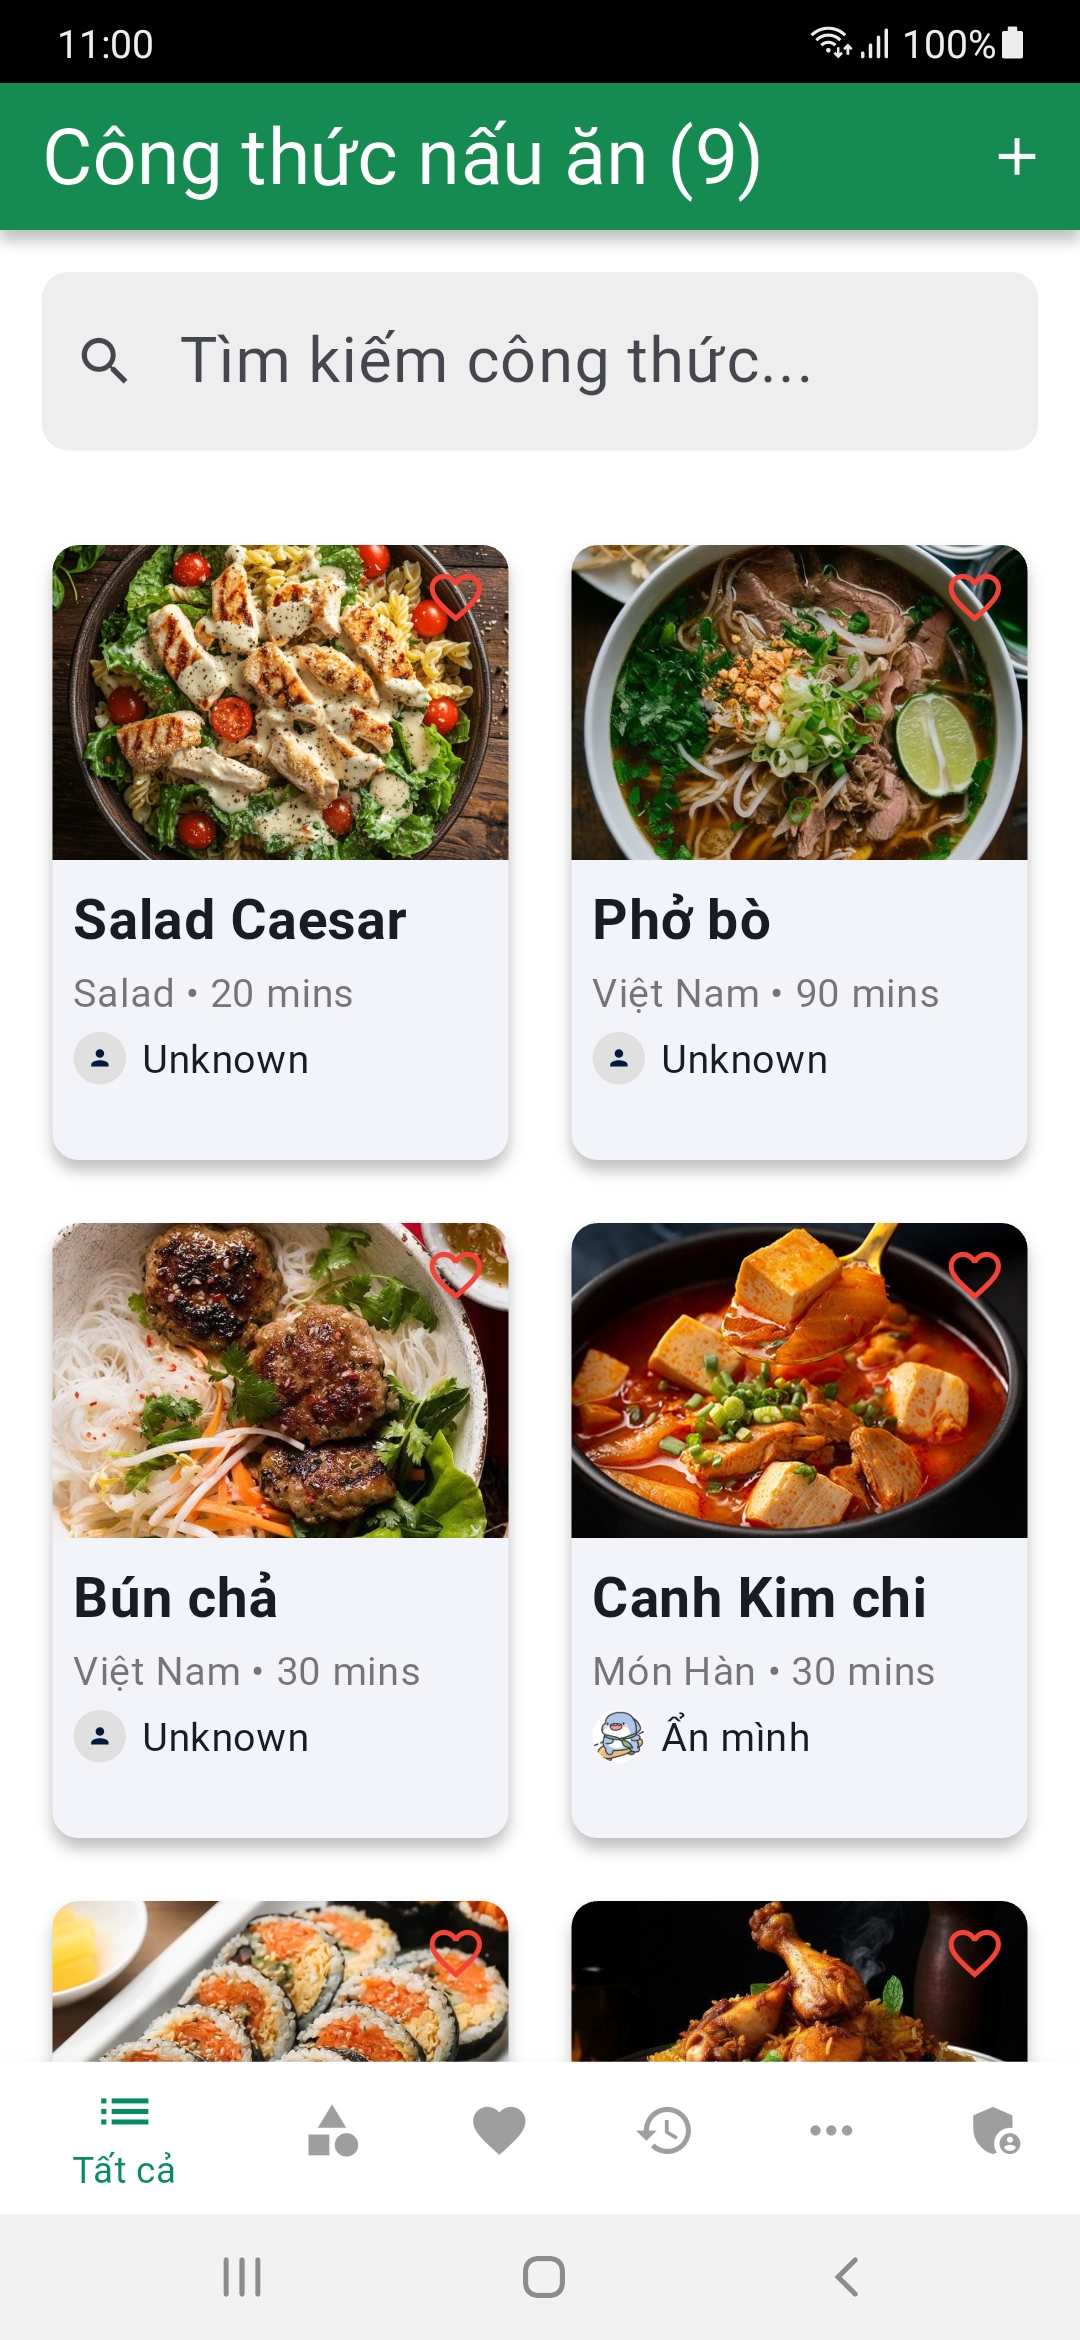 11:00
100%
Công thức nấu ăn (9)
Tìm kiếm công thức...
Salad Caesar
Salad • 20 mins
Unknown
Phở bò
Việt Nam • 90 mins
Unknown
Bún chả
Việt Nam • 30 mins
Unknown
Canh Kim chi
Món Hàn • 30 mins
Ẩn mình
Tất cả